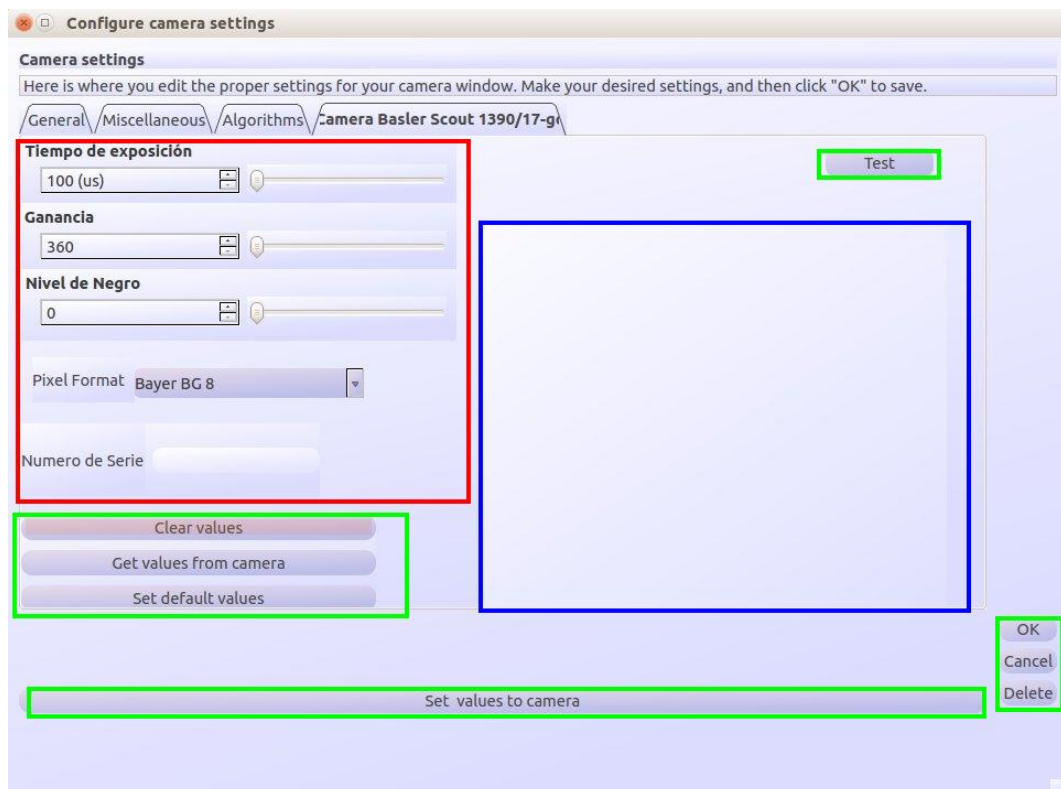 Configure camera settings
Camera settings
Here is where you edit the proper settings for your camera window. Make your desired settings, and then click "OK" to save.
General Miscellaneous Algorithms Camera Basler Scout 1390/17-g
Tiempo de exposición
100 (us)
Test
Ganancia
360
Nivel de Negro
0
Pixel Format Bayer BG 8
Numero de Serie
Clear values
Get values from camera
Set default values
OK
Cancel
Delete
Set values to camera